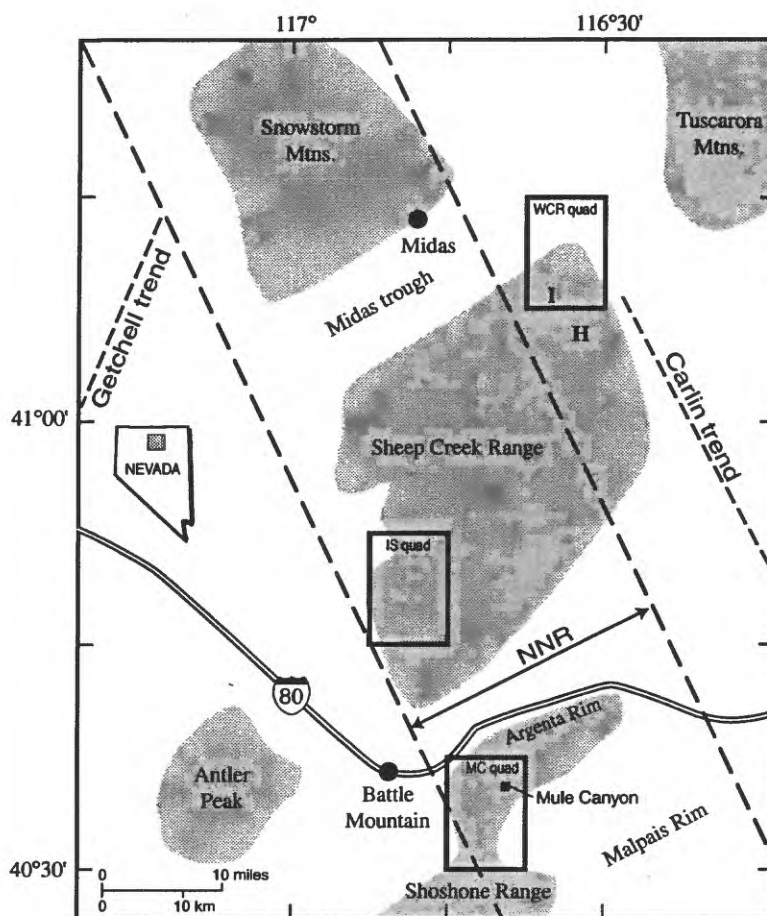 117°
116°30'
Snowstorm
Mtns.
Tuscarora
Mtns.
WCR quad
Midas
Getchell trend
Midas trough
I
H
Carlin trend
41°00'
Sheep Creek Range
NEVADA
IS quad
NNR
80
Argenta Rim
MC quad
Antler
Peak
Battle
Mountain
Mule Canyon
Malpais Rim
40°30'
0 10 miles
0 10 km
Shoshone Range